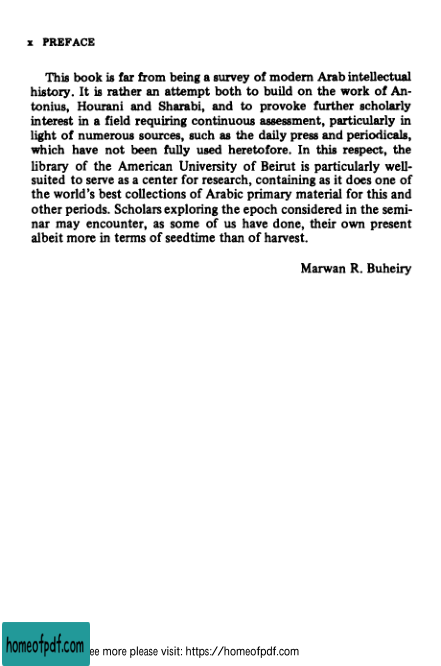 x PREFACE
This book is far from being a survey of modern Arab intellectual
history. It is rather an attempt both to build on the work of An-
tonius, Hourani and Sharabi, and to provoke further scholarly
interest in a field requiring continuous assessment, particularly in
light of numerous sources, such as the daily press and periodicals,
which have not been fully used heretofore. In this respect, the
library of the American University of Beirut is particularly well-
suited to serve as a center for research, containing as it does one of
the world's best collections of Arabic primary material for this and
other periods. Scholars exploring the epoch considered in the semi-
nar may encounter, as some of us have done, their own present
albeit more in terms of seedtime than of harvest.
Marwan R. Buheiry
homeofpdf.com
ee more please visit: https://homeofpdf.com